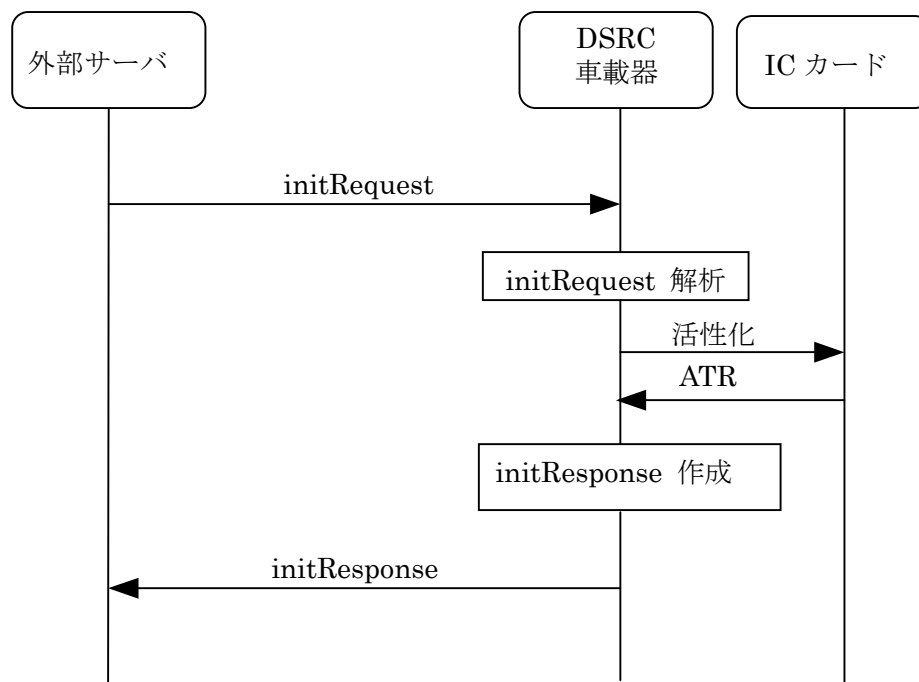 外部サーバ
DSRC
車載器
IC カード
initRequest
initRequest 解析
活性化
ATR
initResponse 作成
initResponse